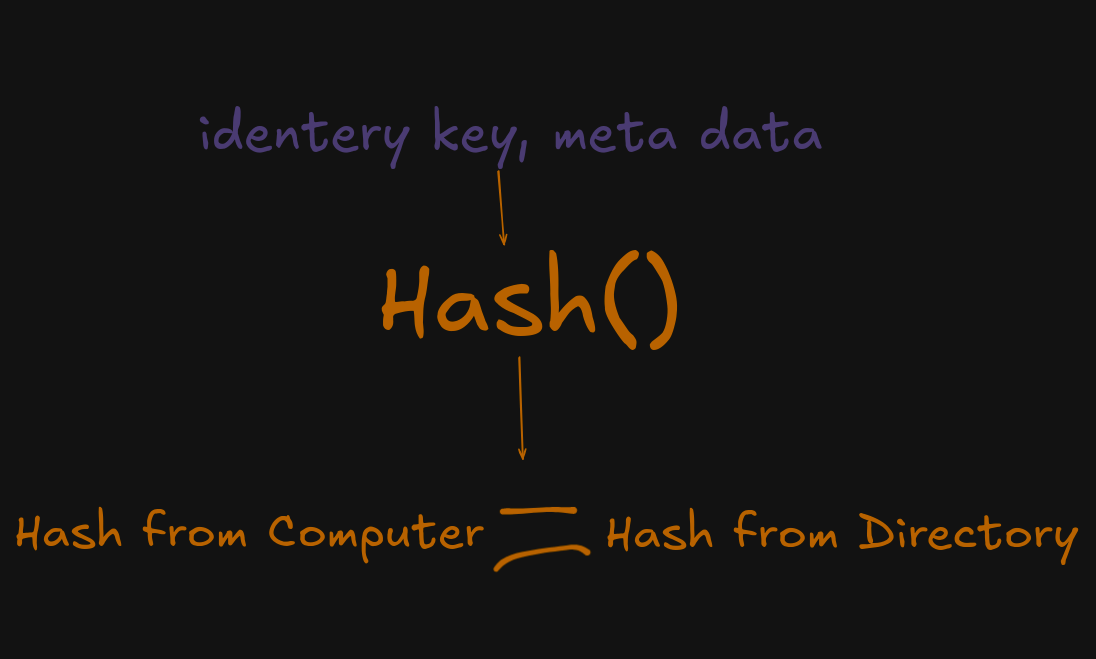 identery key, meta data
Hash()
Hash from Computer = Hash from Directory